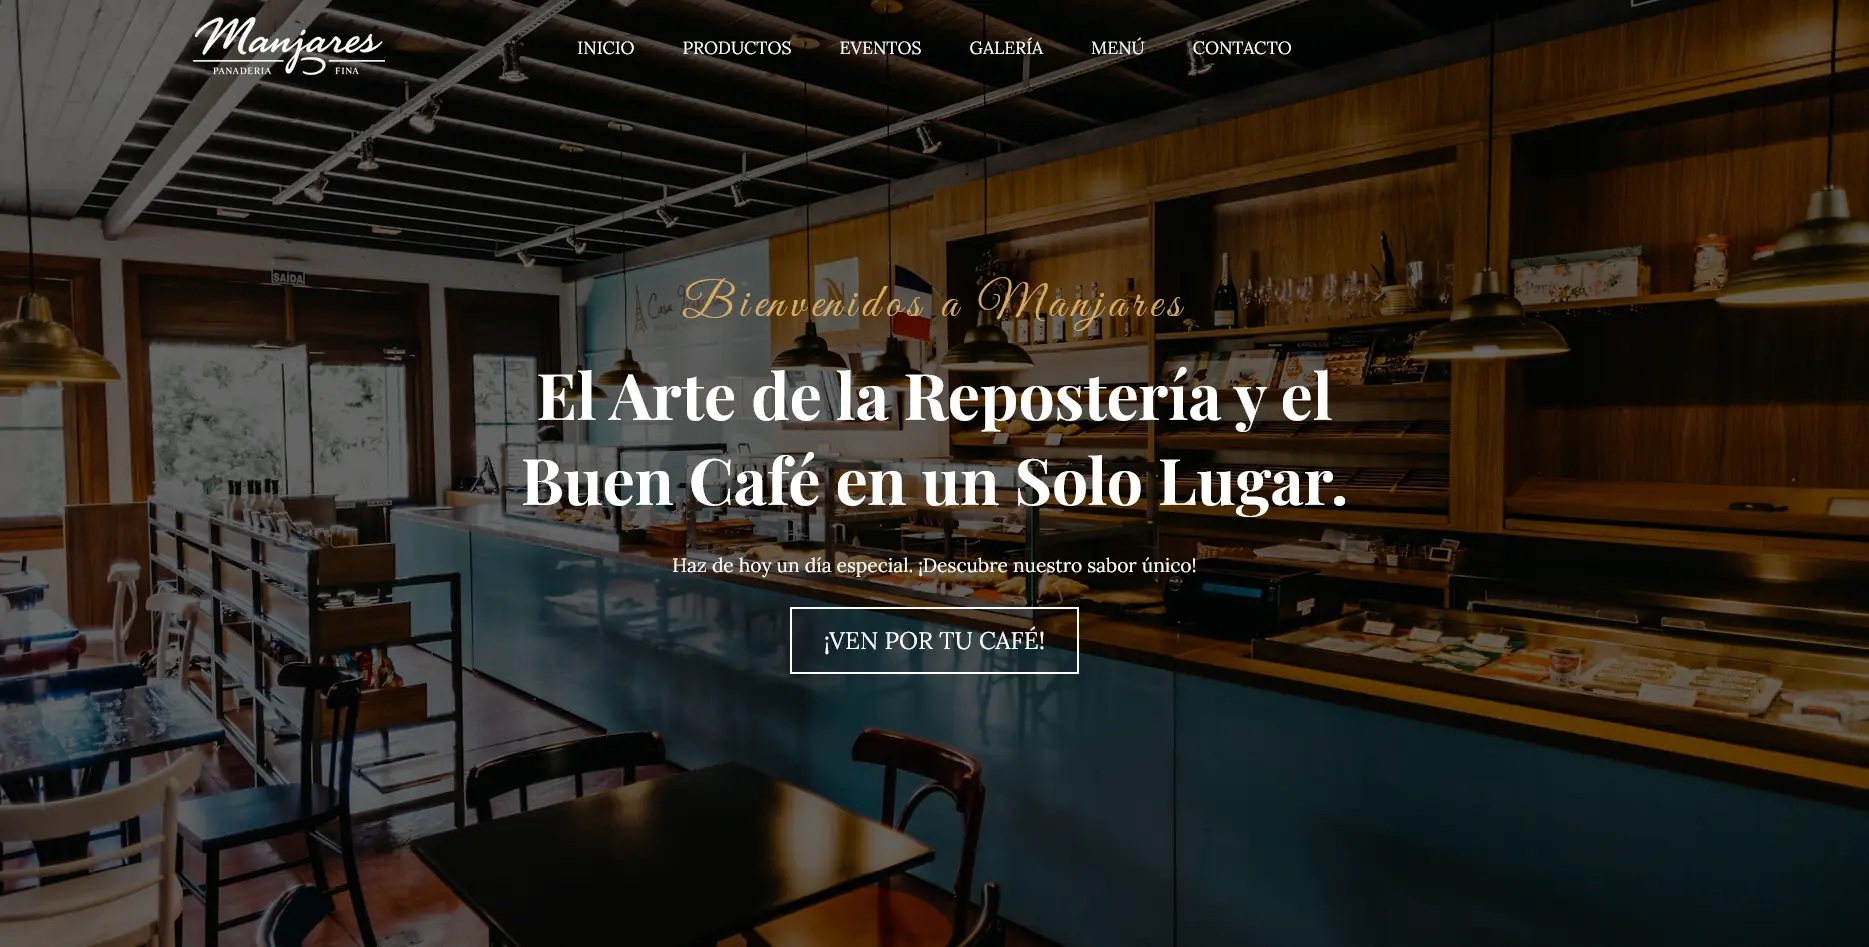 Manjares
PANADERIA FINA
INICIO PRODUCTOS EVENTOS GALERÍA MENÚ CONTACTO
SAÍDA
Bienvenidos a Manjares
El Arte de la Repostería y el
Buen Café en un Solo Lugar.
Haz de hoy un día especial. ¡Descubre nuestro sabor único!
¡VEN POR TU CAFÉ!